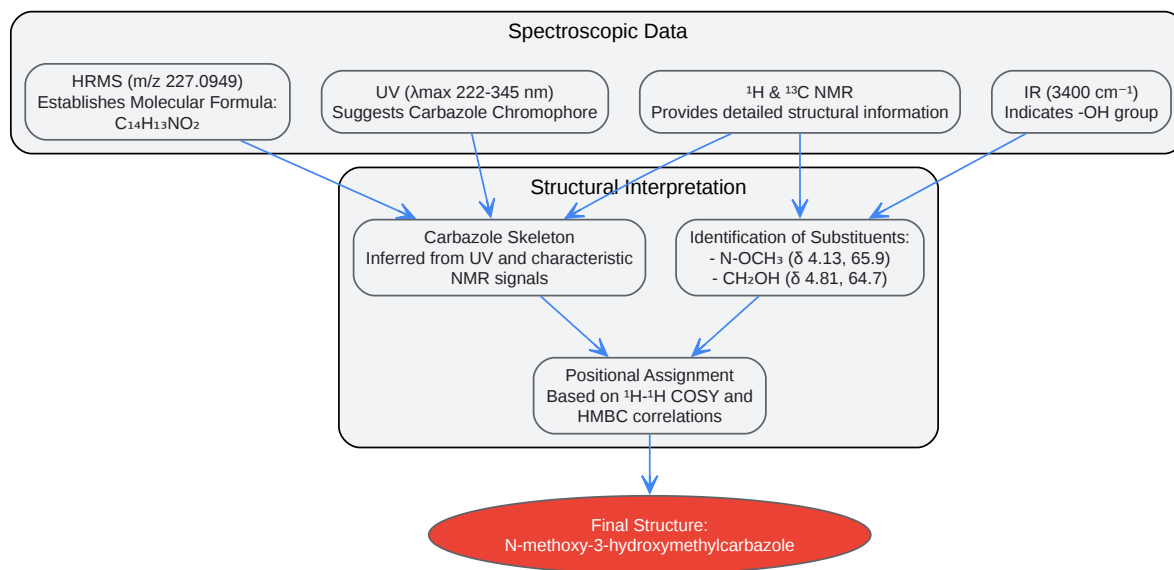 Spectroscopic Data
HRMS (m/z 227.0949)
Establishes Molecular Formula:
C₁₄H₁₃NO₂
UV (λmax 222-345 nm)
Suggests Carbazole Chromophore
¹H & ¹³C NMR
Provides detailed structural information
IR (3400 cm⁻¹)
Indicates -OH group
Structural Interpretation
Carbazole Skeleton
Inferred from UV and characteristic
NMR signals
Identification of Substituents:
- N-OCH₃ (δ 4.13, 65.9)
- CH₂OH (δ 4.81, 64.7)
Positional Assignment
Based on ¹H-¹H COSY and
HMBC correlations
Final Structure:
N-methoxy-3-hydroxymethylcarbazole